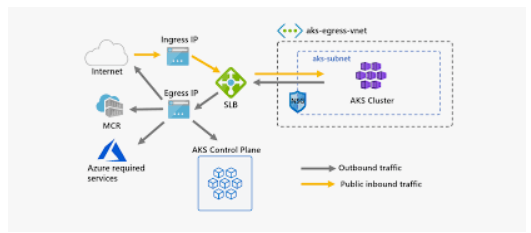 aks-egress-vnet
Ingress IP
aks-subnet
Internet
Egress IP
SLB
NSG
AKS Cluster
MCR
AKS Control Plane
Azure required
services
Outbound traffic
Public inbound traffic